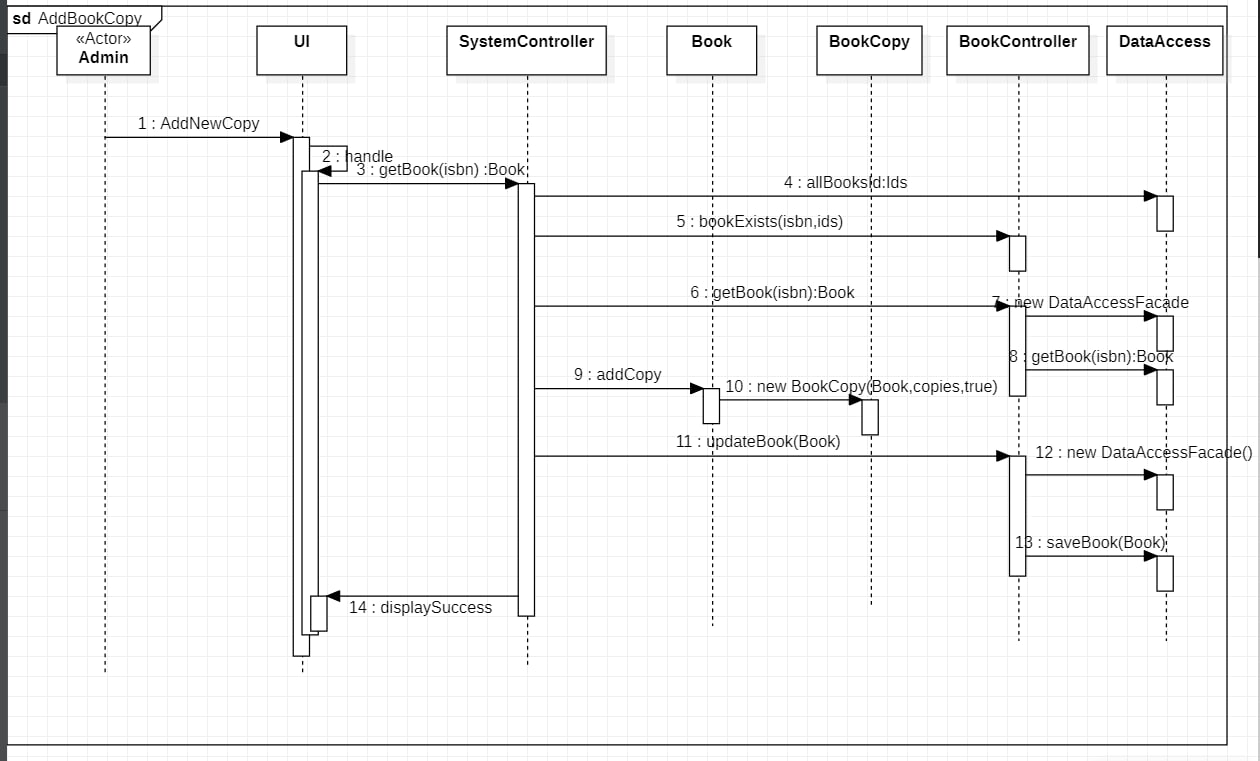 sd AddBookCopy
«Actor»
Admin
UI
SystemController
Book
BookCopy
BookController
DataAccess
1 : AddNewCopy
2 : handle
3 : getBook(isbn) :Book
4 : allBooksId:Ids
5 : bookExists(isbn,ids)
6 : getBook(isbn):Book
7 : new DataAccessFacade
8 : getBook(isbn):Book
9 : addCopy
10 : new BookCopy(Book,copies,true)
11 : updateBook(Book)
12 : new DataAccessFacade()
13 : saveBook(Book)
14 : displaySuccess